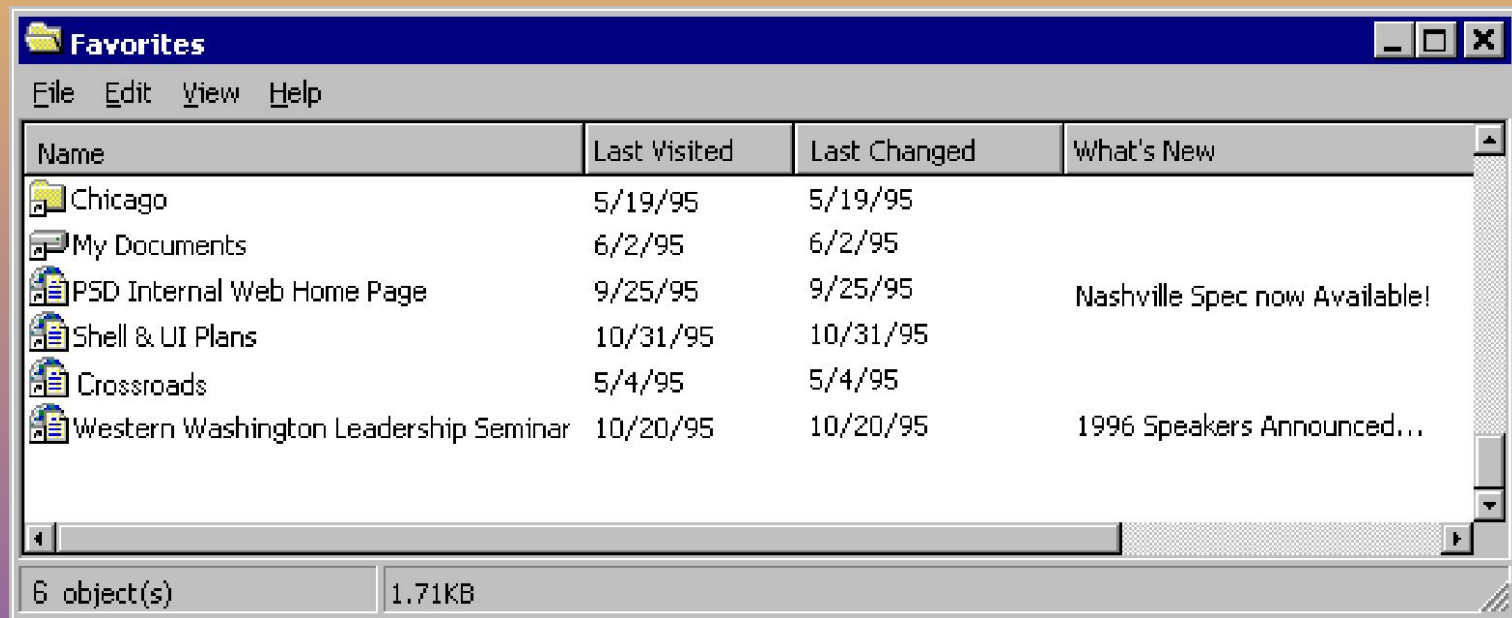 Favorites
File Edit View Help
Name Last Visited Last Changed What's New
Chicago 5/19/95 5/19/95
My Documents 6/2/95 6/2/95
PSD Internal Web Home Page 9/25/95 9/25/95 Nashville Spec now Available!
Shell & UI Plans 10/31/95 10/31/95
Crossroads 5/4/95 5/4/95
Western Washington Leadership Seminar 10/20/95 10/20/95 1996 Speakers Announced...
6 object(s) 1.71KB